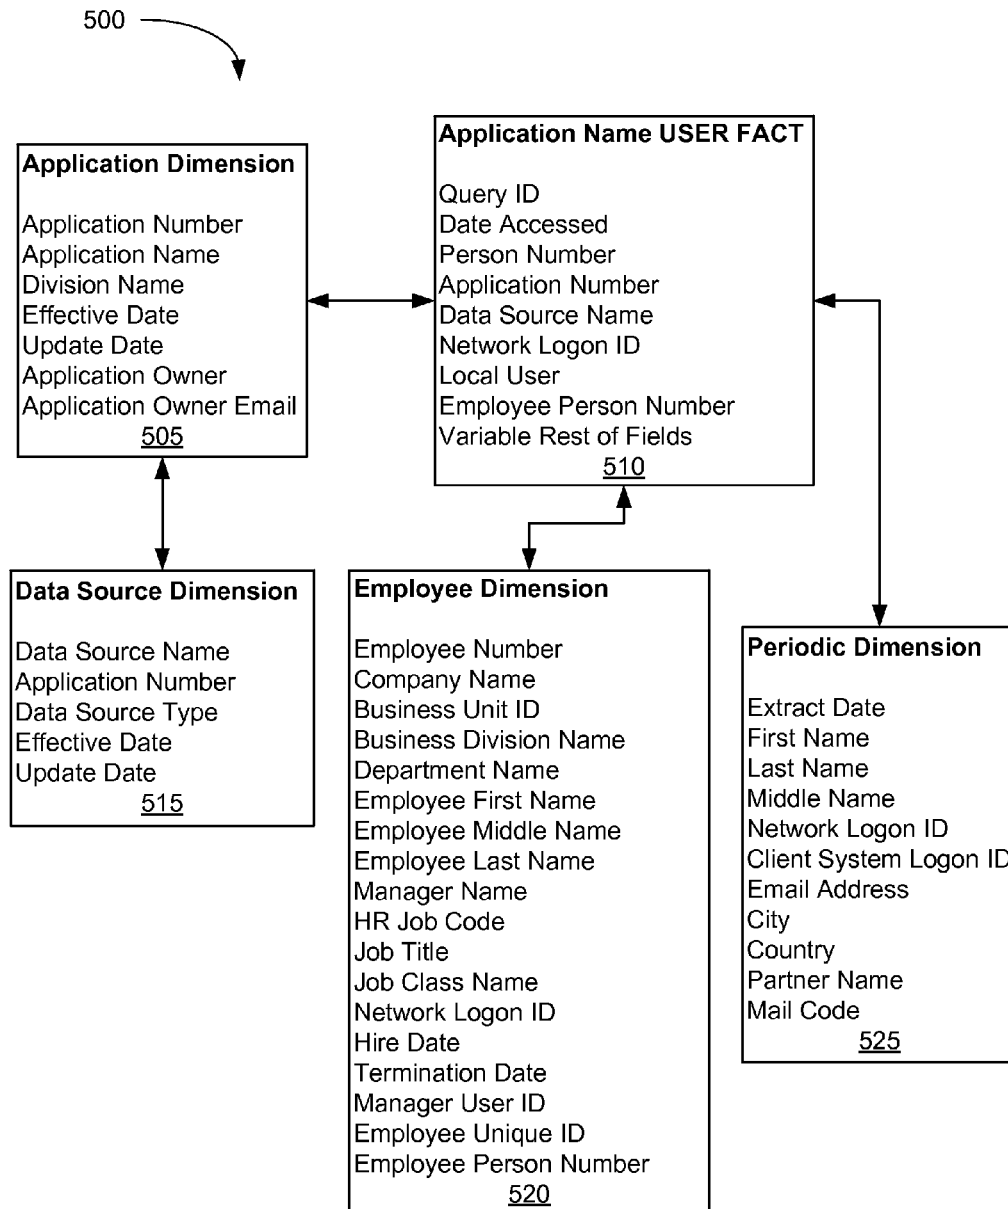 500
Application Dimension
Application Number
Application Name
Division Name
Effective Date
Update Date
Application Owner
Application Owner Email
505
Application Name USER FACT
Query ID
Date Accessed
Person Number
Application Number
Data Source Name
Network Logon ID
Local User
Employee Person Number
Variable Rest of Fields
510
Data Source Dimension
Data Source Name
Application Number
Data Source Type
Effective Date
Update Date
515
Employee Dimension
Employee Number
Company Name
Business Unit ID
Business Division Name
Department Name
Employee First Name
Employee Middle Name
Employee Last Name
Manager Name
HR Job Code
Job Title
Job Class Name
Network Logon ID
Hire Date
Termination Date
Manager User ID
Employee Unique ID
Employee Person Number
520
Periodic Dimension
Extract Date
First Name
Last Name
Middle Name
Network Logon ID
Client System Logon ID
Email Address
City
Country
Partner Name
Mail Code
525